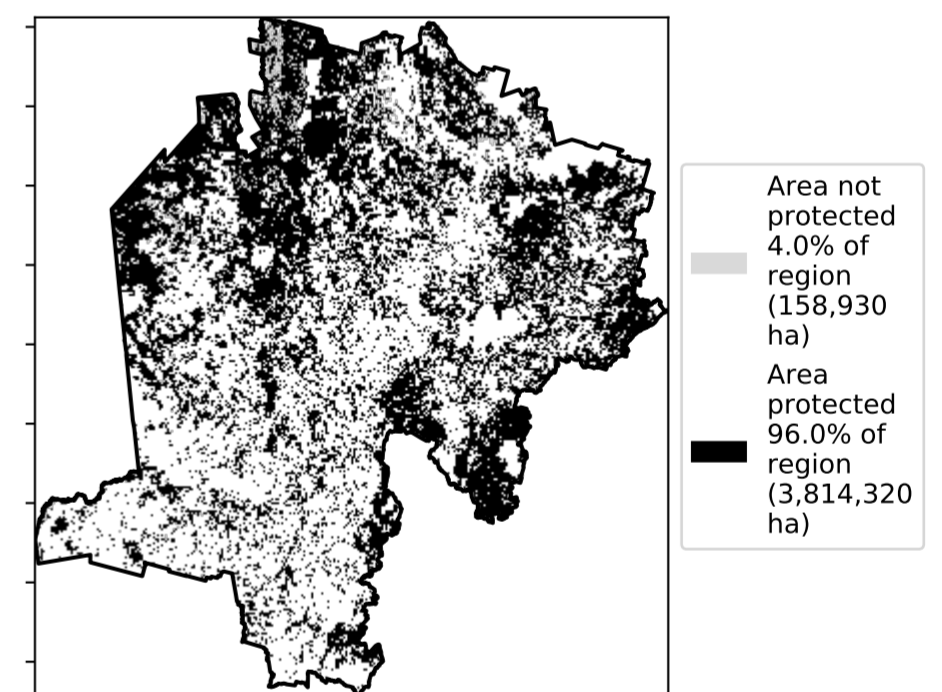 Area not
protected
4.0% of
region
(158,930
ha)
Area
protected
96.0% of
region
(3,814,320
ha)